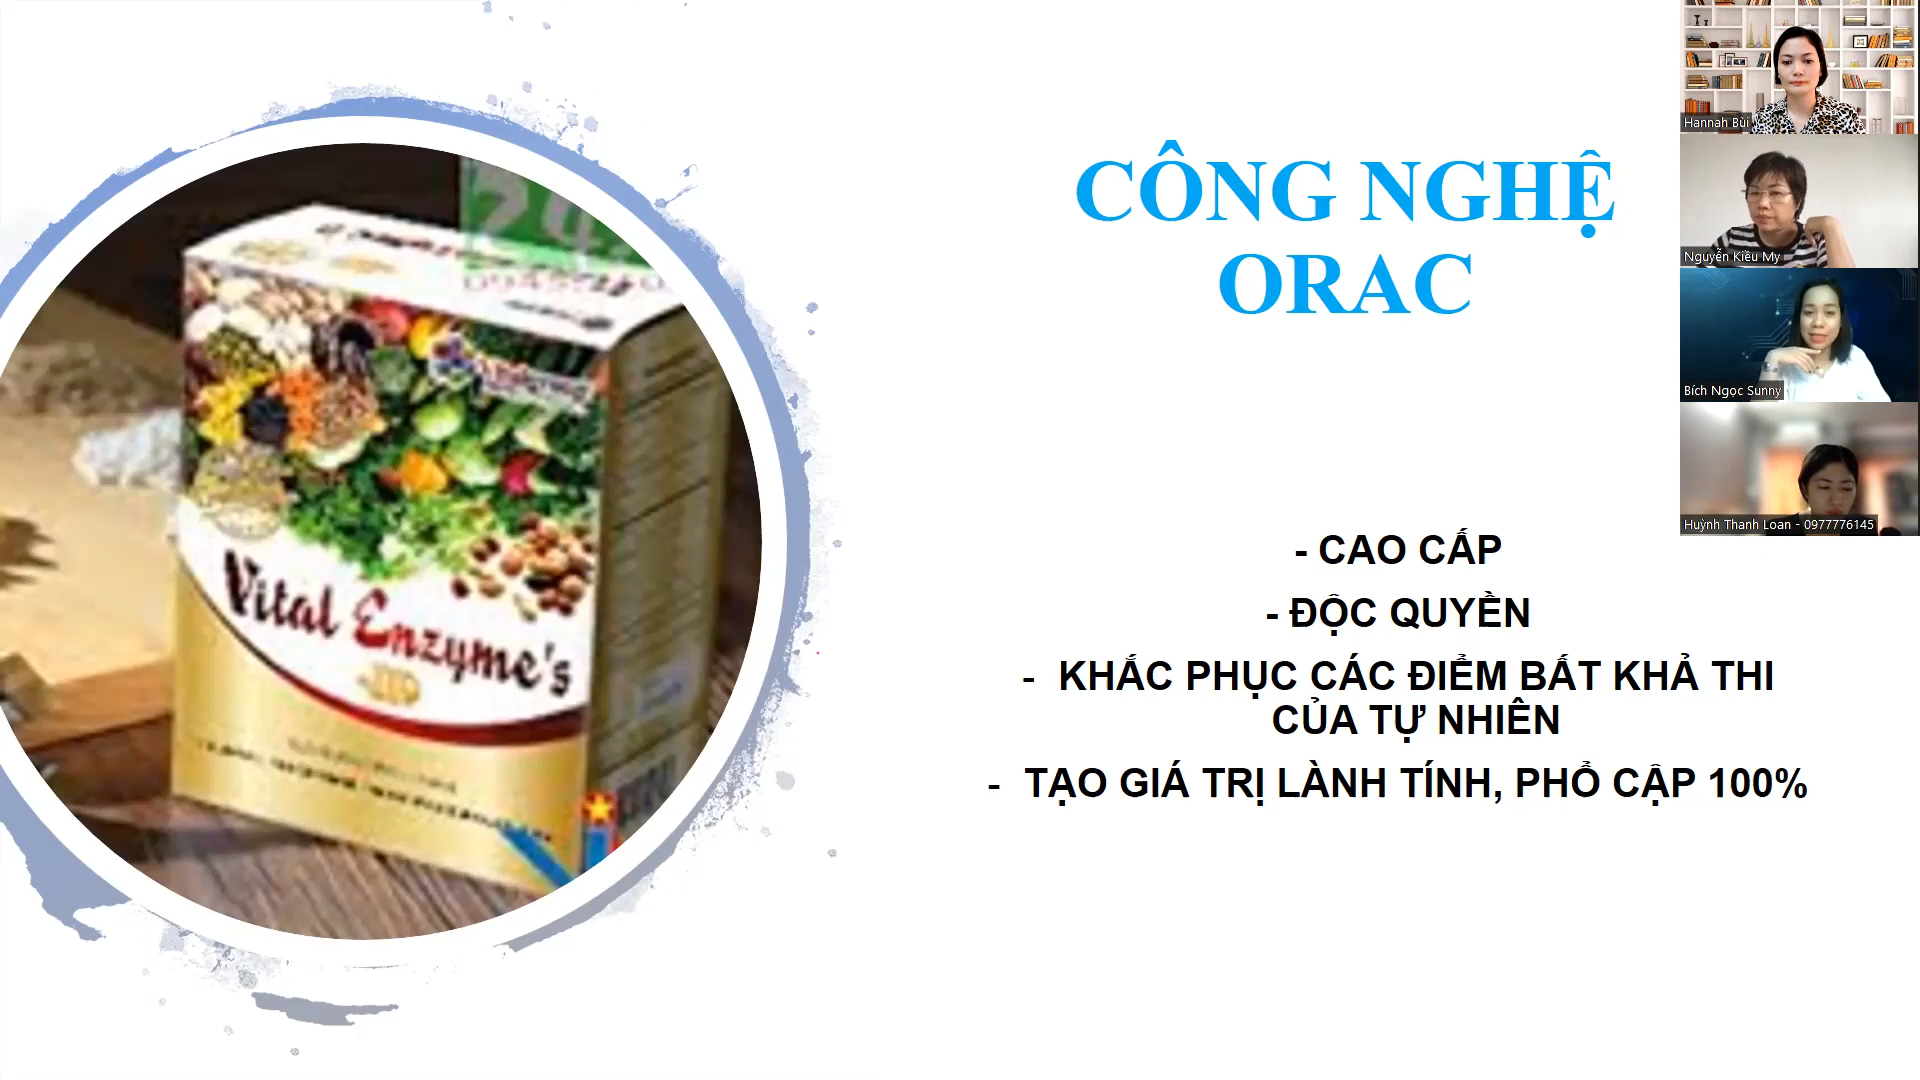 CÔNG NGHỆ
ORAC
- CAO CẤP
- ĐỘC QUYỀN
- KHẮC PHỤC CÁC ĐIỂM BẤT KHẢ THI
CỦA TỰ NHIÊN
- TẠO GIÁ TRỊ LÀNH TÍNH, PHỔ CẬP 100%
Vital Enzyme's
Hannah Bùi
Nguyễn Kiều My
Bích Ngọc Sunny
Huỳnh Thanh Loan - 0977776145